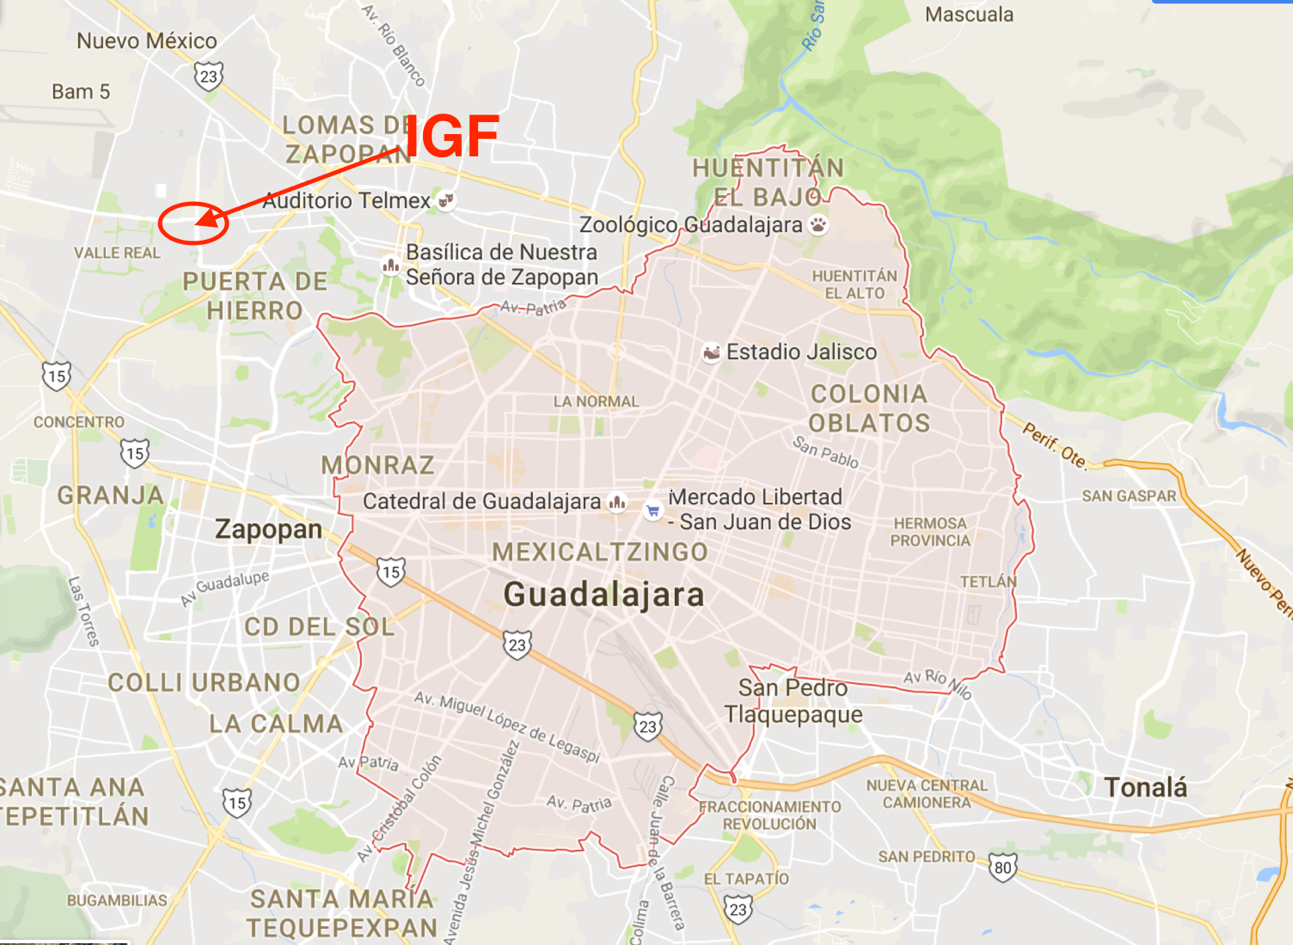 Mascuala
Río San
Nuevo México
Av. Río Blanco
23
Bam 5
LOMAS DE
ZAPOPAN
IGF
HUENTITÁN
EL BAJO
Auditorio Telmex
Zoológico Guadalajara
VALLE REAL
Basílica de Nuestra
Señora de Zapopan
PUERTA DE
HIERRO
HUENTITÁN
EL ALTO
Av. Patria
Estadio Jalisco
15
LA NORMAL
COLONIA
OBLATOS
CONCENTRO
15
San Pablo
Perif. Ote.
MONRAZ
GRANJA
SAN GASPAR
Catedral de Guadalajara
Mercado Libertad
- San Juan de Dios
Zapopan
HERMOSA
PROVINCIA
MEXICALTZINGO
15
Av Guadalupe
Guadalajara
TETLÁN
Nuevo Peri
Las Torres
CD DEL SOL
23
COLLI URBANO
San Pedro
Tlaquepaque
Av Río Nilo
LA CALMA
Av. Miguel López de Legaspi
23
Av Patria
SANTA ANA
TEPETITLÁN
15
Av. Cristóbal Colón
Avenida Jesús Michel González
Av. Patria
Calle Juan de la Barrera
FRACCIONAMIENTO
REVOLUCIÓN
NUEVA CENTRAL
CAMIONERA
Tonalá
SAN PEDRITO
80
EL TAPATÍO
BUGAMBILIAS
SANTA MARÍA
TEQUEPEXPAN
Colima
23